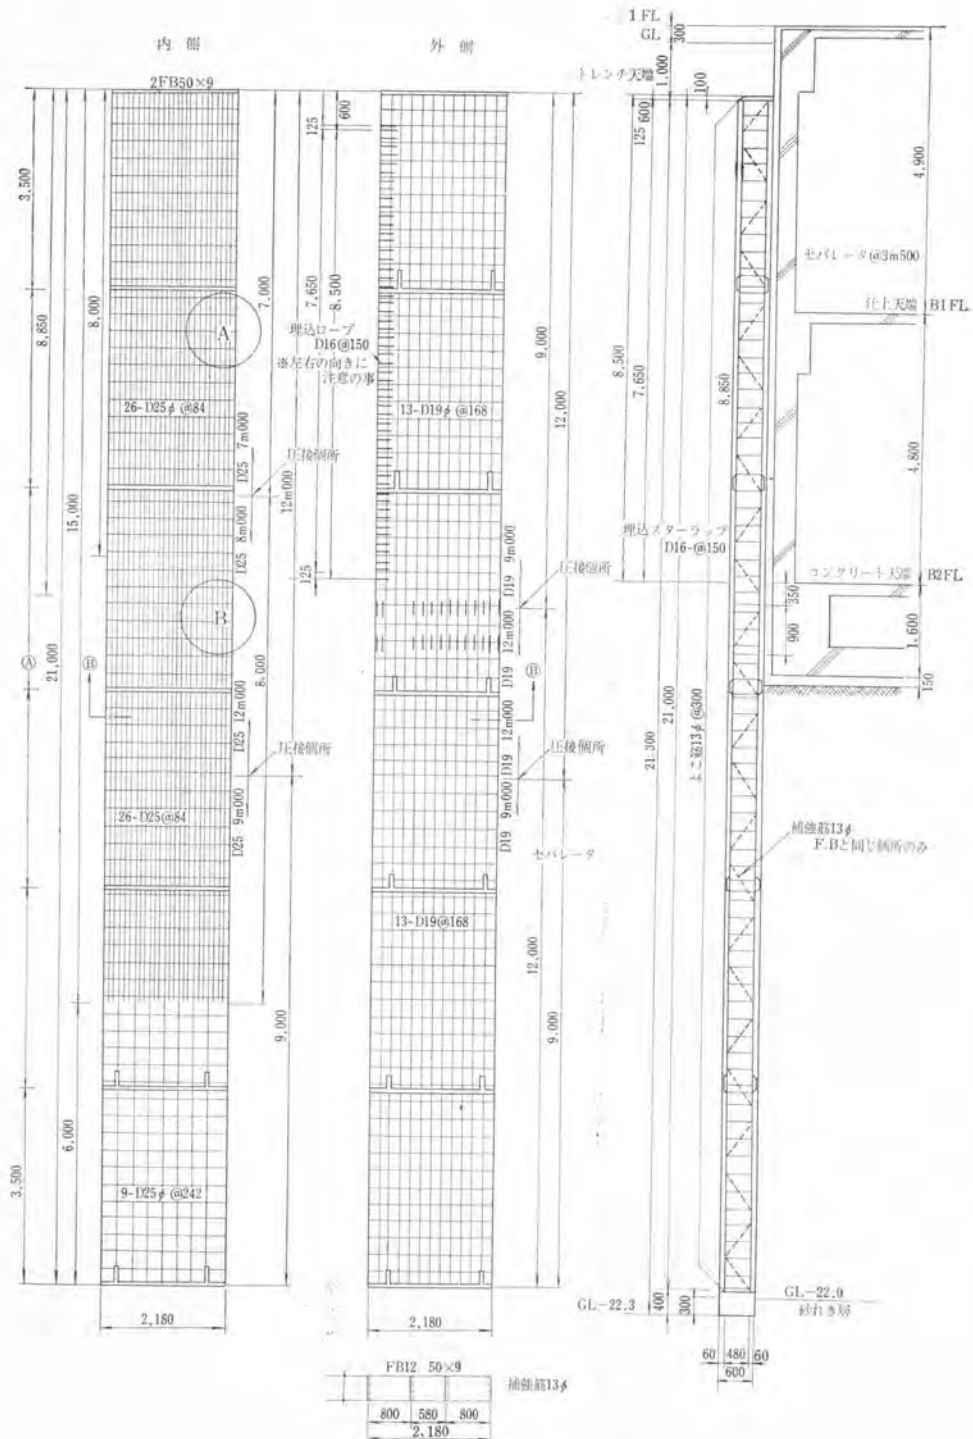 内側
2FB50×9
3,500
8,850
15,000
21,000
8,000
7,000
26-D25φ @84
A
D25 7m000
圧接個所
D25 8m000
12m000
B
Ⓐ
Ⓑ
8,000
D25 12m000
圧接個所
D25 9m000
26-D25@84
9,000
6,000
3,500
9-D25φ @242
2,180
外側
600
125
7,650
8,500
埋込ロープ
D16@150
※左右の向きに
注意の事
13-D19φ @168
9,000
12,000
125
D19 9m000
圧接個所
D19 12m000
Ⓑ
D19 12m000
圧接個所
D19 9m000
セパレータ
13-D19@168
12,000
9,000
2,180
FB12 50×9
補強筋13φ
800
580
800
2,180
1FL
GL
300
トレンチ天端
1,000
100
125
600
4,900
セパレータ@3m500
仕上天端
B1FL
8,500
7,650
8,850
4,800
埋込スターラップ
D16-@150
コンクリート天端
B2FL
350
900
1,600
150
21,300
21,000
よこ筋13φ @300
補強筋13φ
F.Bと同じ個所のみ
GL-22.3
400
300
GL-22.0
砂れき層
60
480
60
600